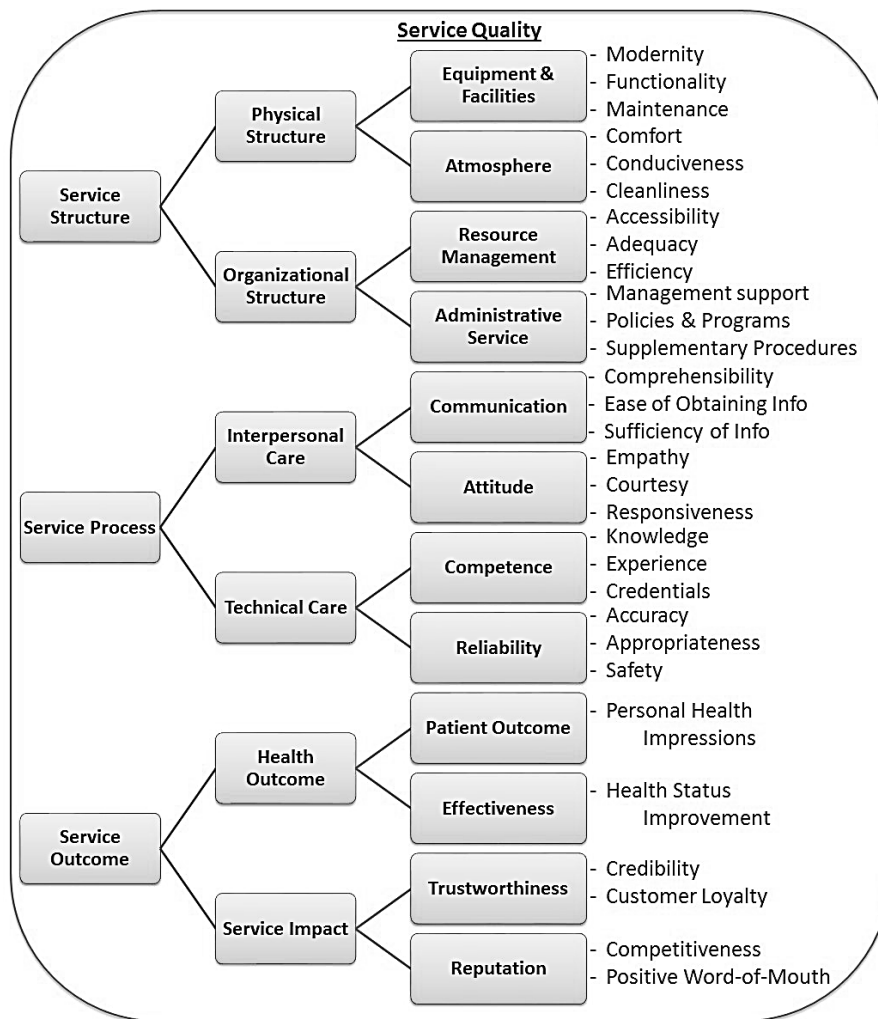 Service Quality
Service
Structure
Physical
Structure
Equipment &
Facilities
- Modernity
- Functionality
- Maintenance
Atmosphere
- Comfort
- Conduciveness
- Cleanliness
Organizational
Structure
Resource
Management
- Accessibility
- Adequacy
- Efficiency
Administrative
Service
- Management support
- Policies & Programs
- Supplementary Procedures
Service Process
Interpersonal
Care
Communication
- Comprehensibility
- Ease of Obtaining Info
- Sufficiency of Info
Attitude
- Empathy
- Courtesy
- Responsiveness
Technical Care
Competence
- Knowledge
- Experience
- Credentials
Reliability
- Accuracy
- Appropriateness
- Safety
Service
Outcome
Health
Outcome
Patient Outcome
- Personal Health
Impressions
Effectiveness
- Health Status
Improvement
Service Impact
Trustworthiness
- Credibility
- Customer Loyalty
Reputation
- Competitiveness
- Positive Word-of-Mouth